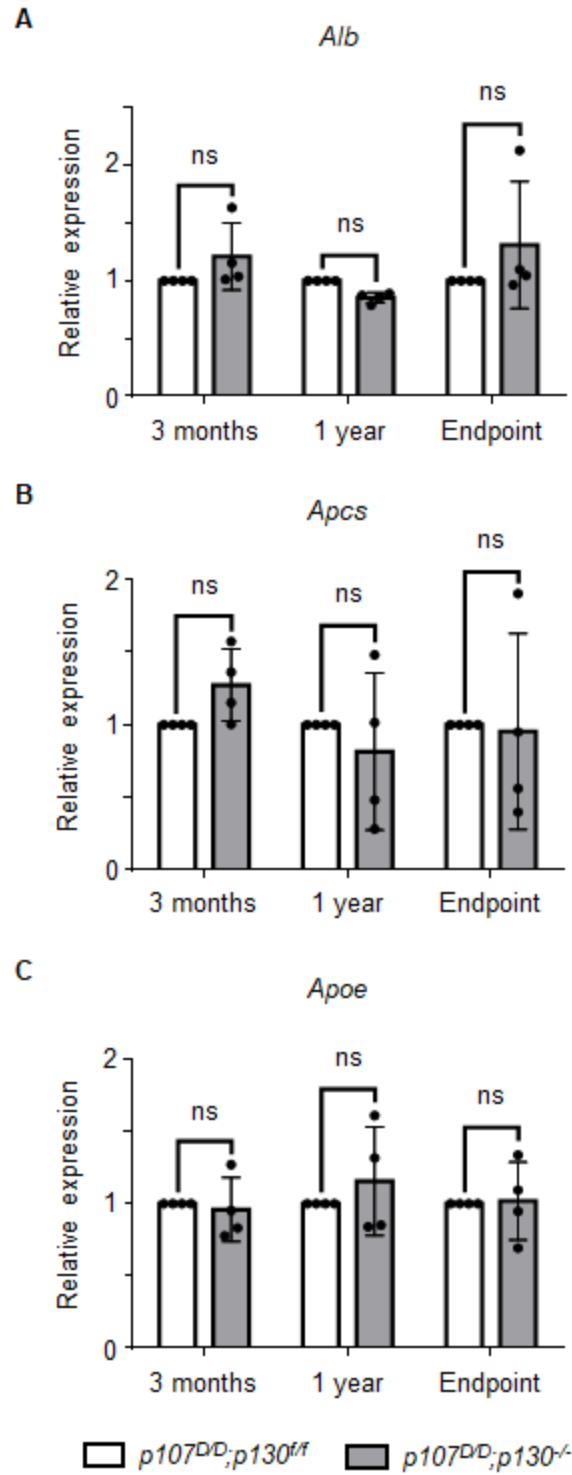 A
Alb
Relative expression
2
1
0
ns
ns
ns
3 months
1 year
Endpoint
B
Apcs
Relative expression
2
1
0
ns
ns
ns
3 months
1 year
Endpoint
C
Apoe
Relative expression
2
1
0
ns
ns
ns
3 months
1 year
Endpoint
p107D/D;p130f/f p107D/D;p130-/-